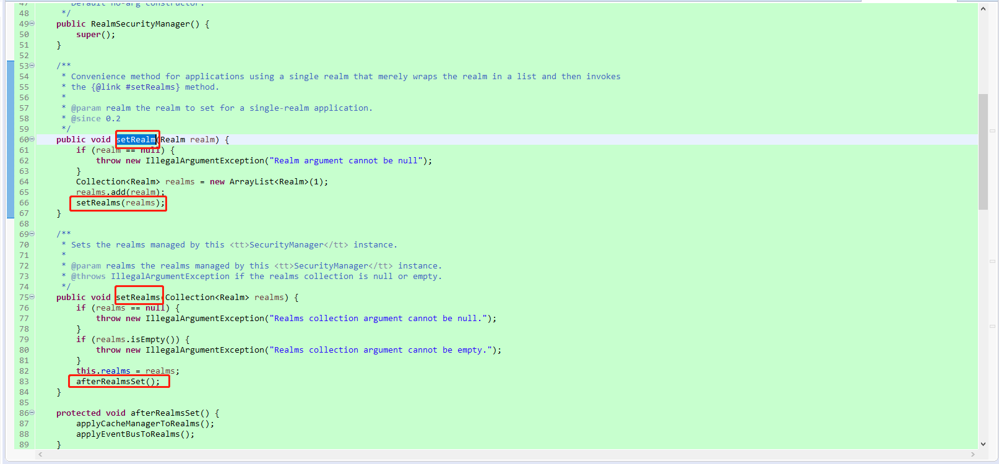 47 Default no-arg constructor.
48 */
49 public RealmSecurityManager() {
50 super();
51 }
52
53 /**
54 * Convenience method for applications using a single realm that merely wraps the realm in a list and then invokes
55 * the {@link #setRealms} method.
56 *
57 * @param realm the realm to set for a single-realm application.
58 * @since 0.2
59 */
60 public void setRealm(Realm realm) {
61 if (realm == null) {
62 throw new IllegalArgumentException("Realm argument cannot be null");
63 }
64 Collection<Realm> realms = new ArrayList<Realm>(1);
65 realms.add(realm);
66 setRealms(realms);
67 }
68
69 /**
70 * Sets the realms managed by this <tt>SecurityManager</tt> instance.
71 *
72 * @param realms the realms managed by this <tt>SecurityManager</tt> instance.
73 * @throws IllegalArgumentException if the realms collection is null or empty.
74 */
75 public void setRealms(Collection<Realm> realms) {
76 if (realms == null) {
77 throw new IllegalArgumentException("Realms collection argument cannot be null.");
78 }
79 if (realms.isEmpty()) {
80 throw new IllegalArgumentException("Realms collection argument cannot be empty.");
81 }
82 this.realms = realms;
83 afterRealmsSet();
84 }
85
86 protected void afterRealmsSet() {
87 applyCacheManagerToRealms();
88 applyEventBusToRealms();
89 }